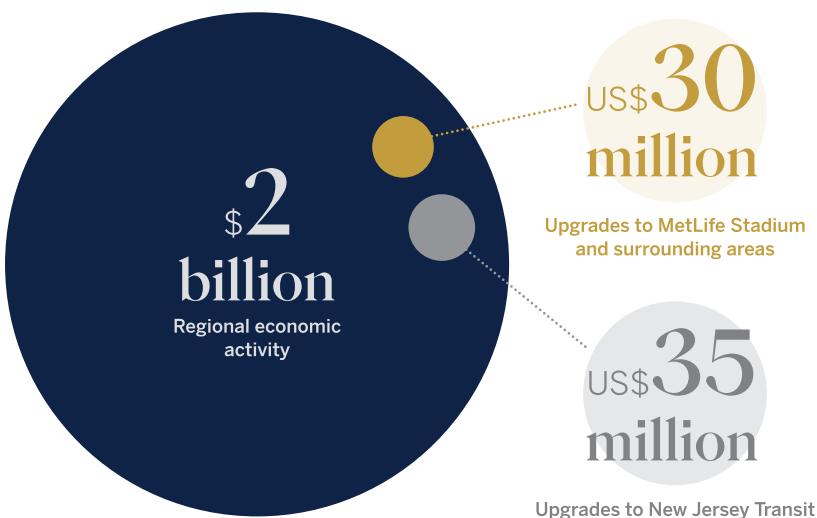 $2
billion
Regional economic
activity
US$30
million
Upgrades to MetLife Stadium
and surrounding areas
US$35
million
Upgrades to New Jersey Transit